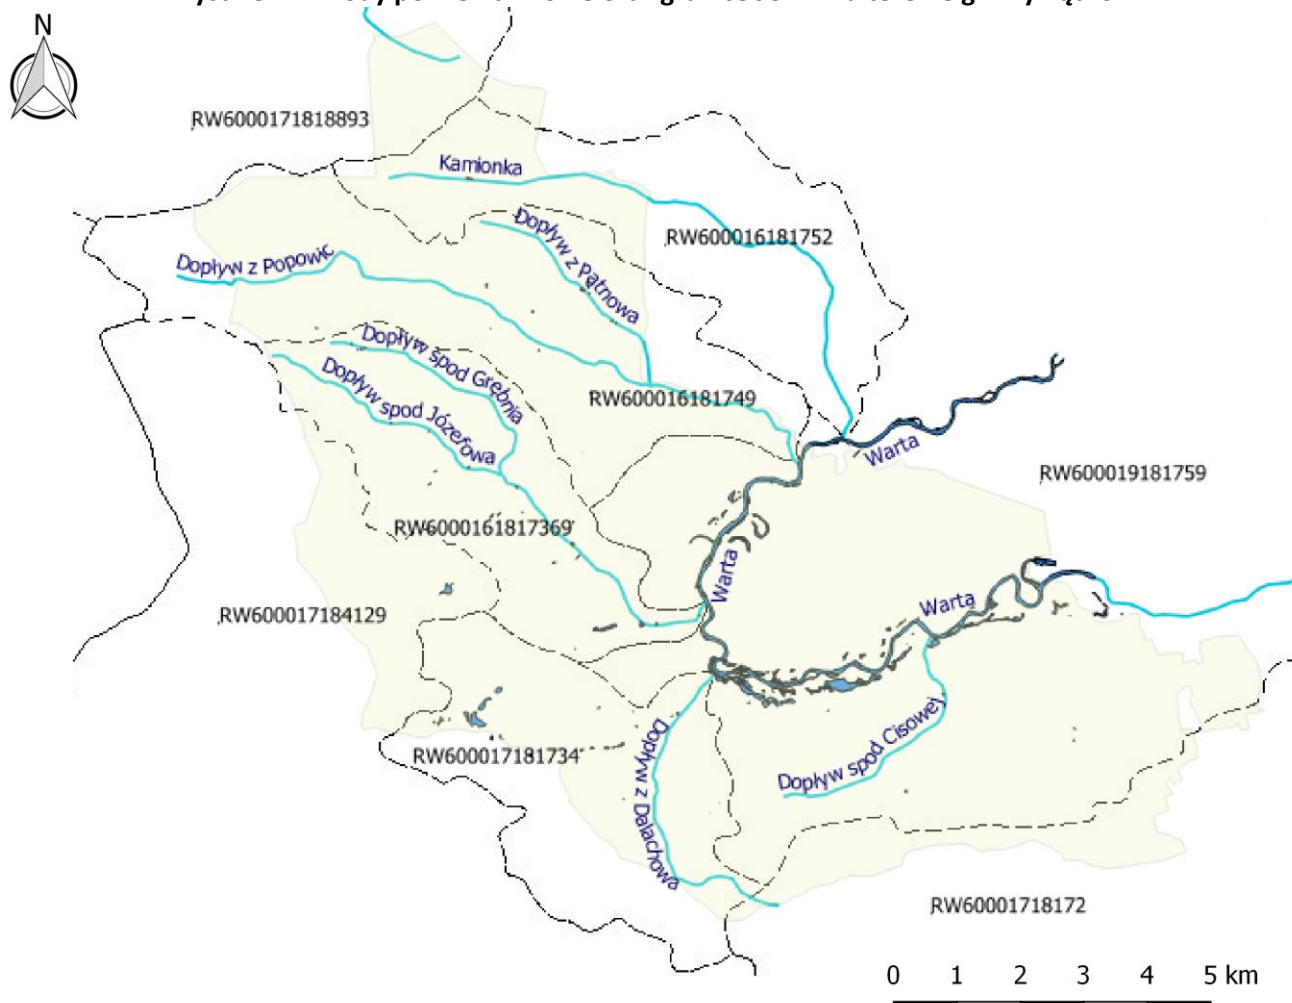 N
RW6000171818893
Kamionka
RW600016181752
Dopływ z Pątnowa
Dopływ z Popowic
Dopływ spod Grębnia
Dopływ spod Józefowa
RW600016181749
Warta
RW600019181759
RW6000161817369
Warta
Warta
RW600017184129
Dopływ spod Cisowej
RW600017181734
Dopływ z Dalachowa
RW60001718172
0 1 2 3 4 5 km